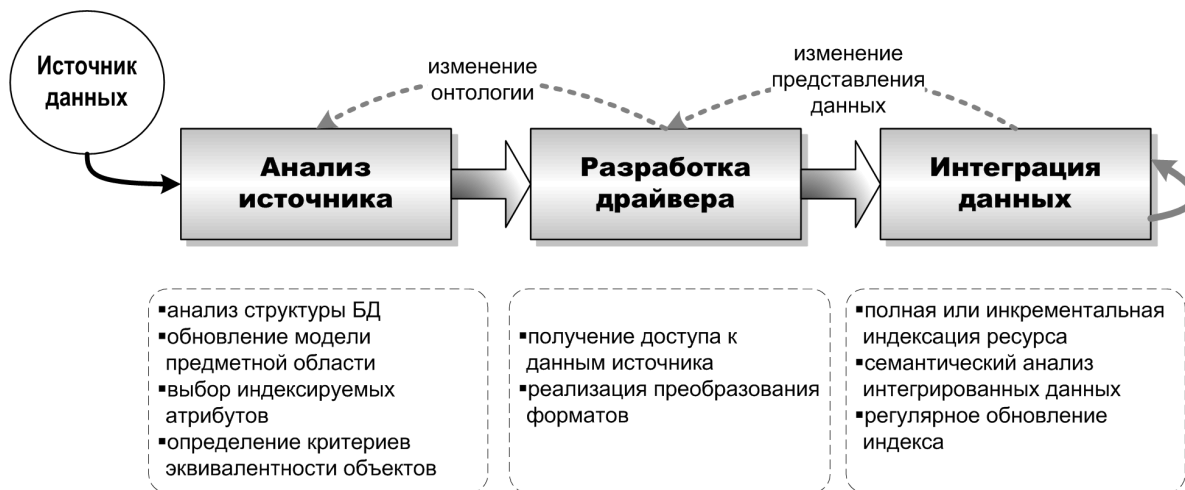 Источник
данных
изменение
онтологии
изменение
представления
данных
Анализ
источника
Разработка
драйвера
Интеграция
данных
▪анализ структуры БД
▪обновление модели
предметной области
▪выбор индексируемых
атрибутов
▪определение критериев
эквивалентности объектов
▪получение доступа к
данным источника
▪реализация преобразования
форматов
▪полная или инкрементальная
индексация ресурса
▪семантический анализ
интегрированных данных
▪регулярное обновление
индекса